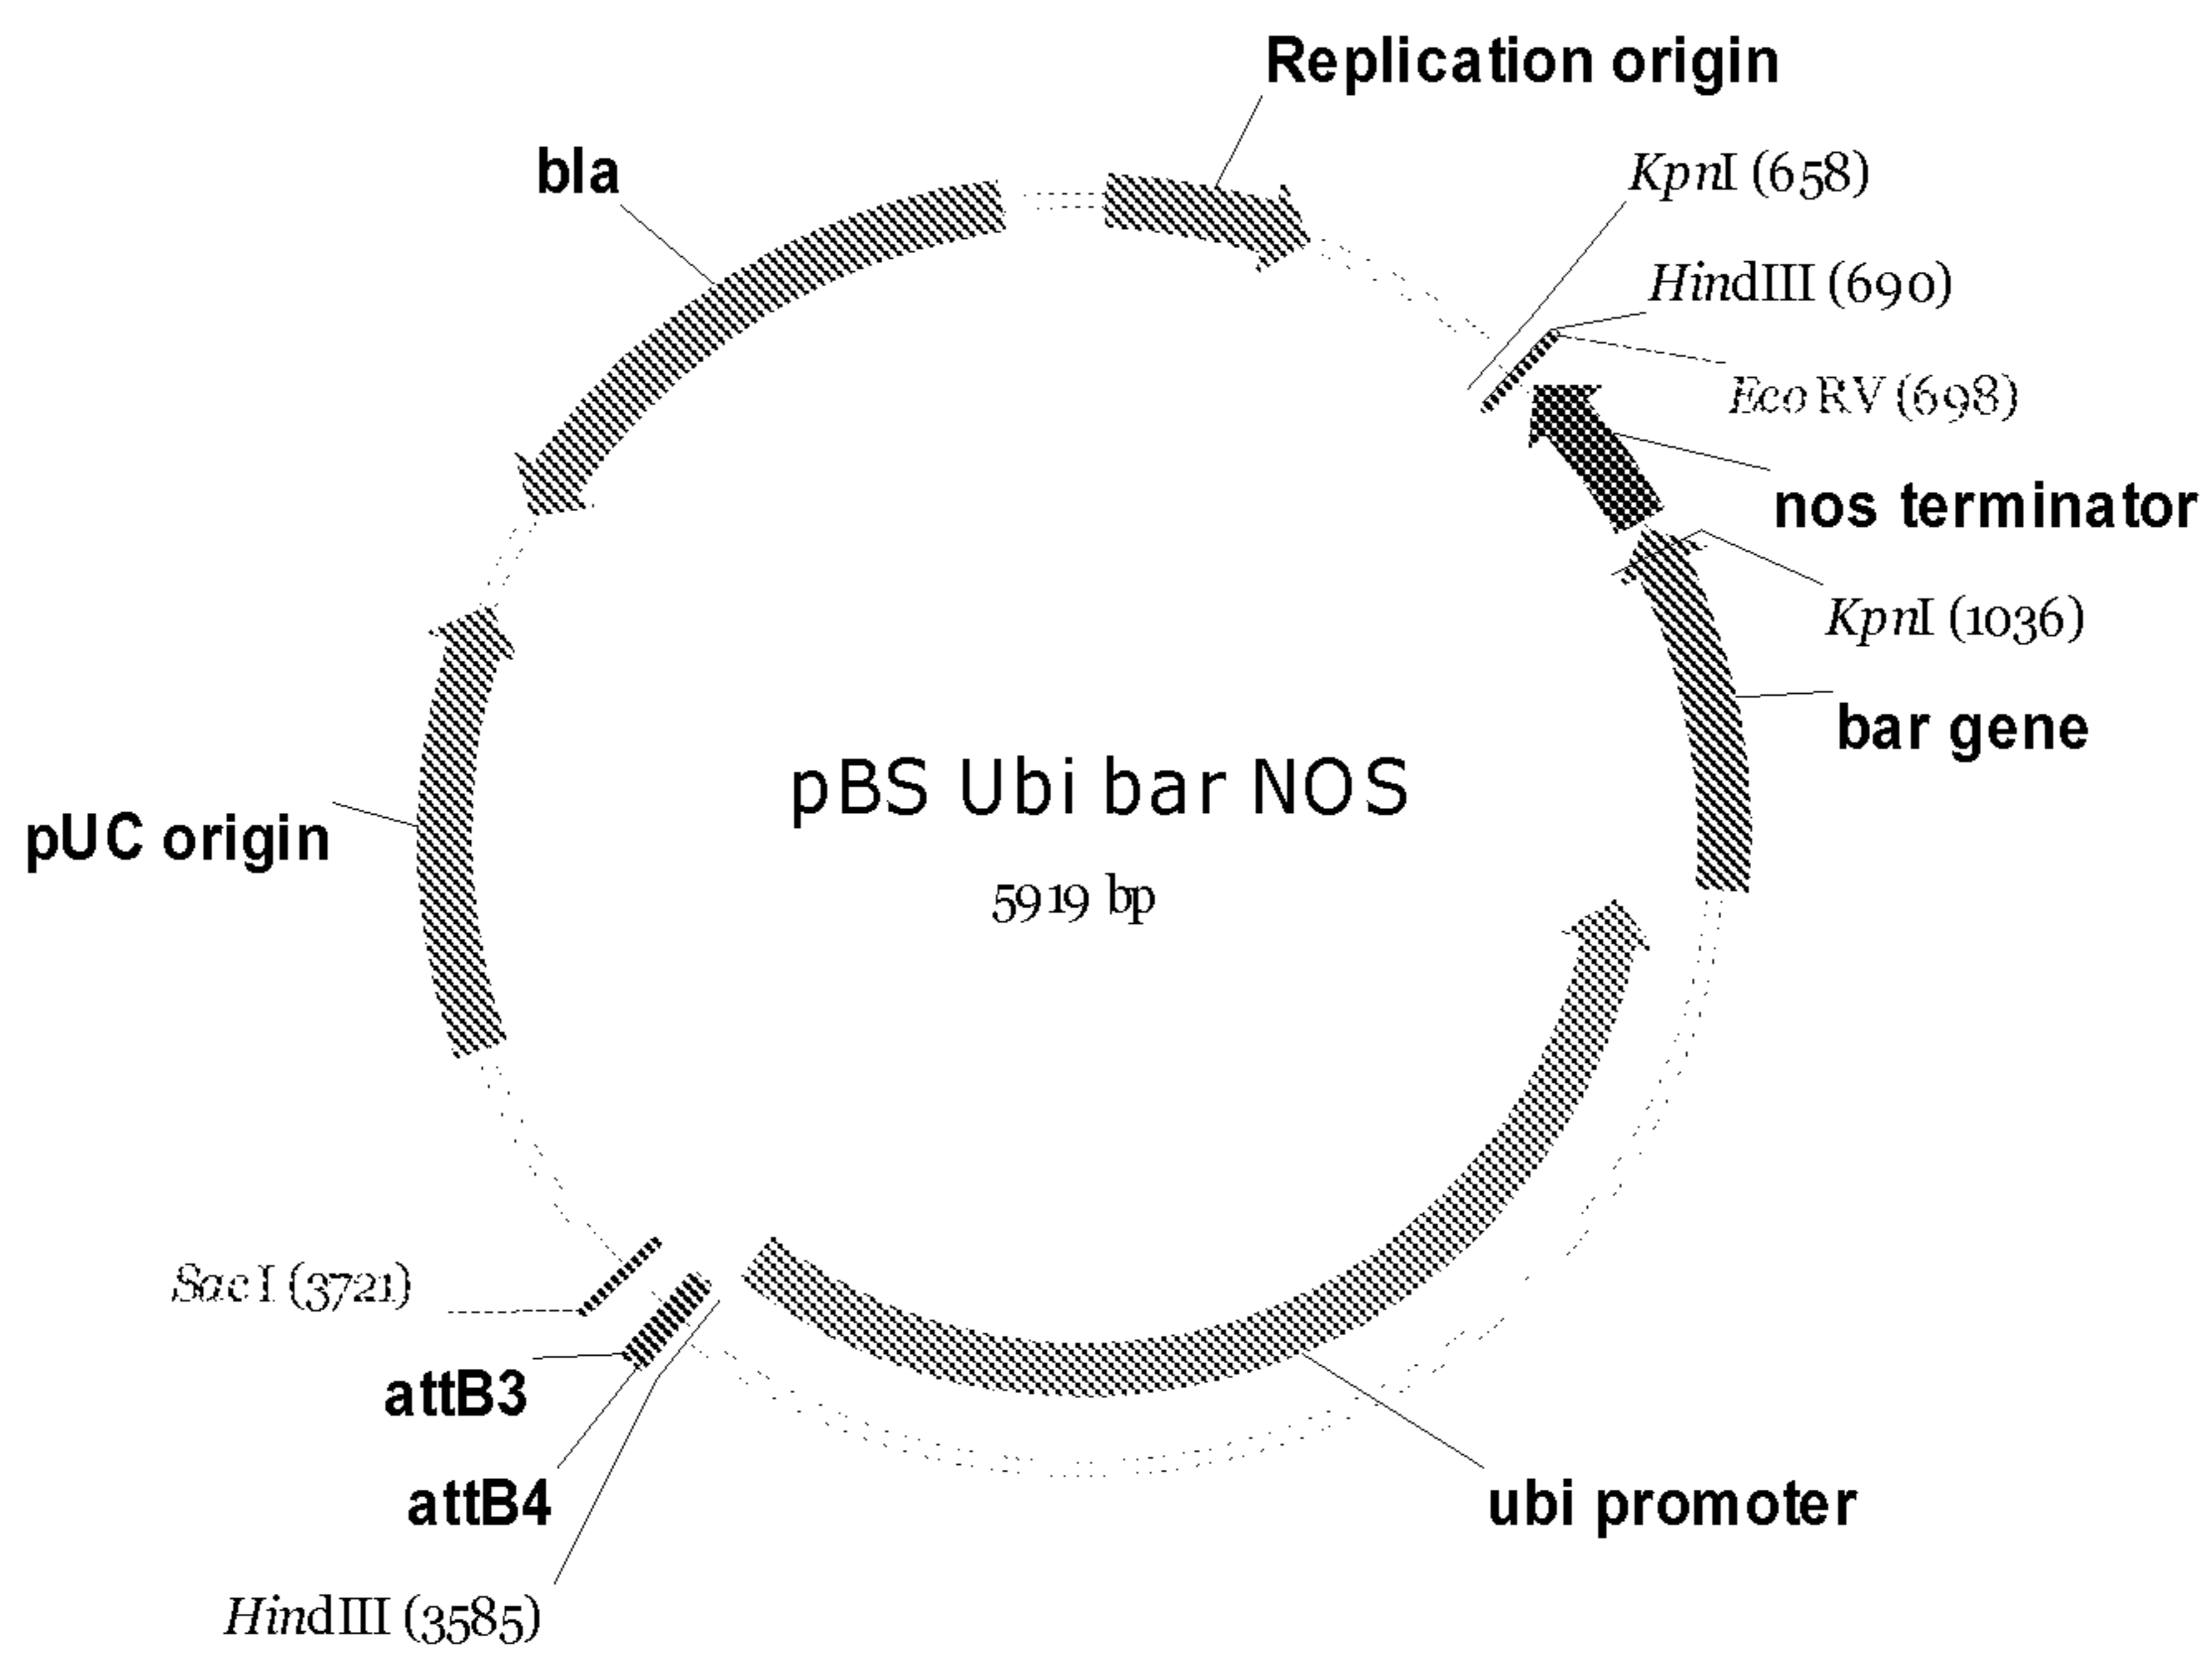 Replication origin
bla
KpnI (658)
HindIII (690)
EcoRV (698)
nos terminator
KpnI (1036)
bar gene
pBS Ubi bar NOS
5919 bp
pUC origin
SacI (3721)
attB3
attB4
ubi promoter
HindIII (3585)